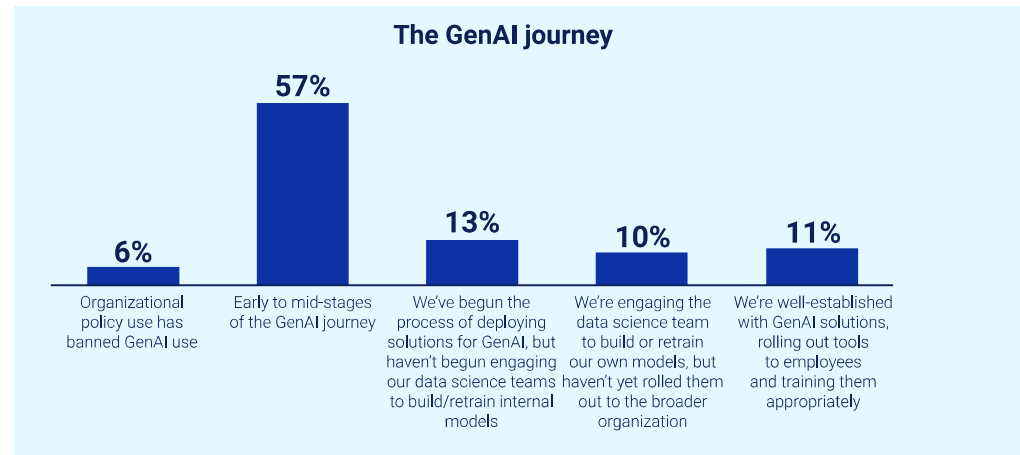 The GenAI journey
6%
57%
13%
10%
11%
Organizational
policy use has
banned GenAI use
Early to mid-stages
of the GenAI journey
We've begun the
process of deploying
solutions for GenAI, but
haven't begun engaging
our data science teams
to build/retrain internal
models
We're engaging the
data science team
to build or retrain
our own models, but
haven't yet rolled them
out to the broader
organization
We're well-established
with GenAI solutions,
rolling out tools
to employees
and training them
appropriately